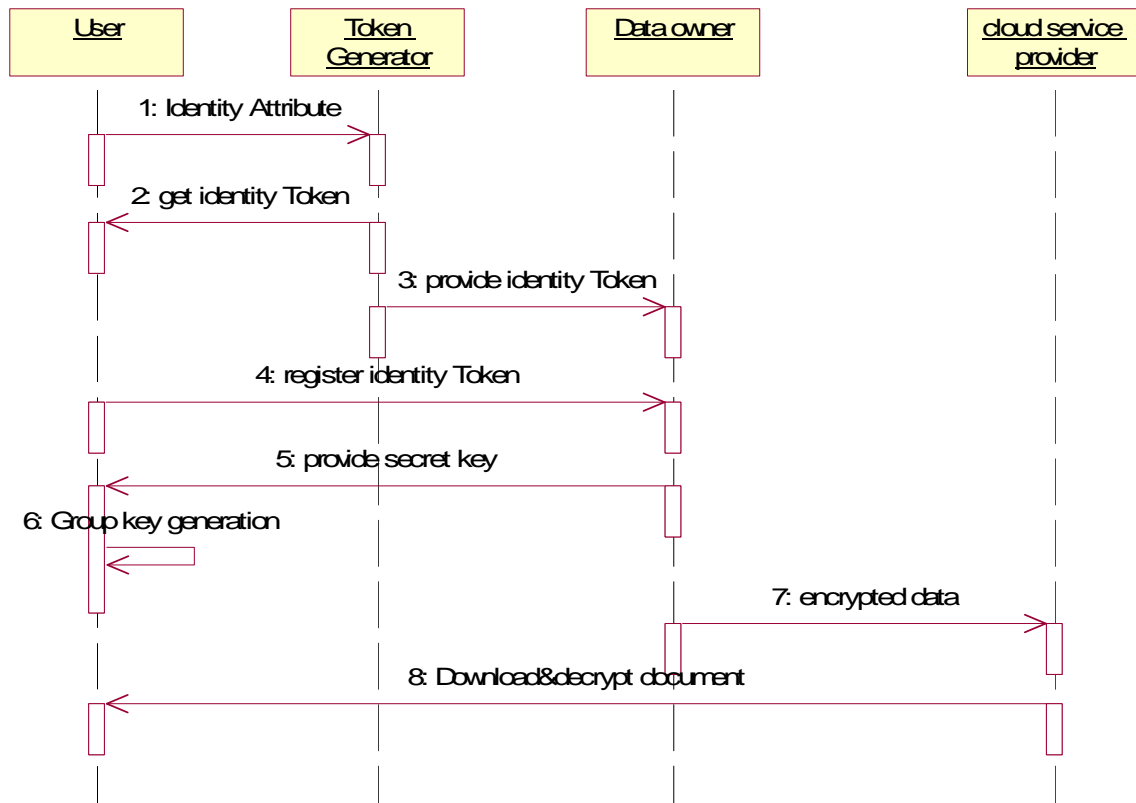 User
Token
Generator
Data owner
cloud service
provider
1: Identity Attribute
2: get identity Token
3: provide identity Token
4: register identity Token
5: provide secret key
6: Group key generation
7: encrypted data
8: Download&decrypt document